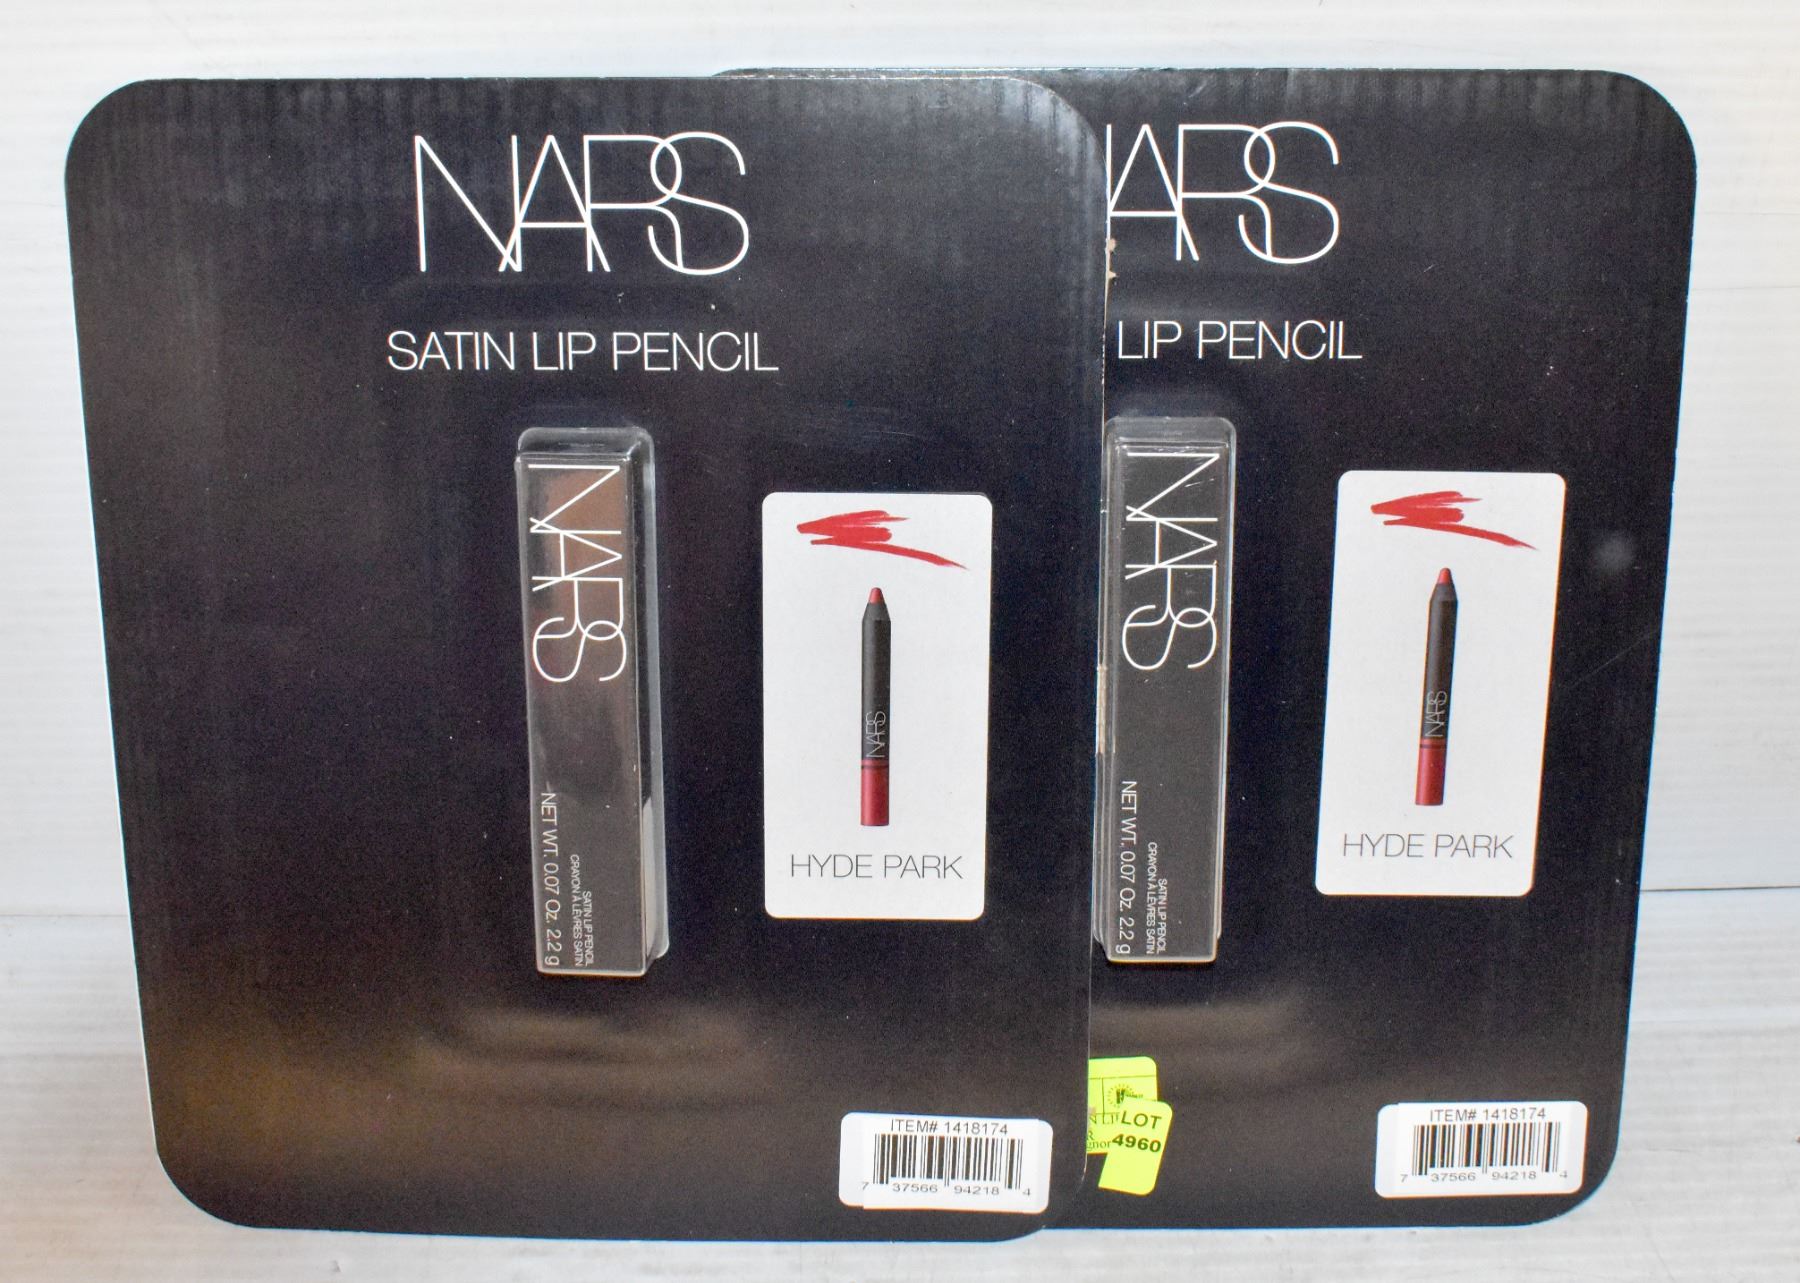 NARS
SATIN LIP PENCIL
NARS
SATIN LIP PENCIL
CRAYON À LÈVRES SATIN
NET WT. 0.07 Oz. 2.2 g
NARS
HYDE PARK
ITEM# 1418174
7 37566 94218 4
ARS
LIP PENCIL
NARS
SATIN LIP PENCIL
CRAYON À LÈVRES SATIN
NET WT. 0.07 Oz. 2.2 g
NARS
HYDE PARK
LOT
4960
ITEM# 1418174
7 37566 94218 4